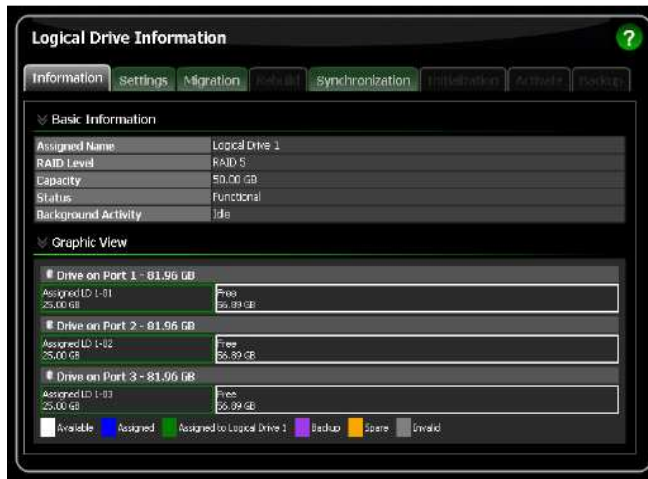 Logical Drive Information
?
Information Settings Migration Rebuild Synchronization Initialization Activate Backup
Basic Information
Assigned Name Logical Drive 1
RAID Level RAID 5
Capacity 50.00 GB
Status Functional
Background Activity Idle
Graphic View
Drive on Port 1 - 81.96 GB
Assigned LD 1-01 Free
25.00 GB 56.89 GB
Drive on Port 2 - 81.96 GB
Assigned LD 1-02 Free
25.00 GB 56.89 GB
Drive on Port 3 - 81.96 GB
Assigned LD 1-03 Free
25.00 GB 56.89 GB
Available Assigned Assigned to Logical Drive 1 Backup Spare Invalid